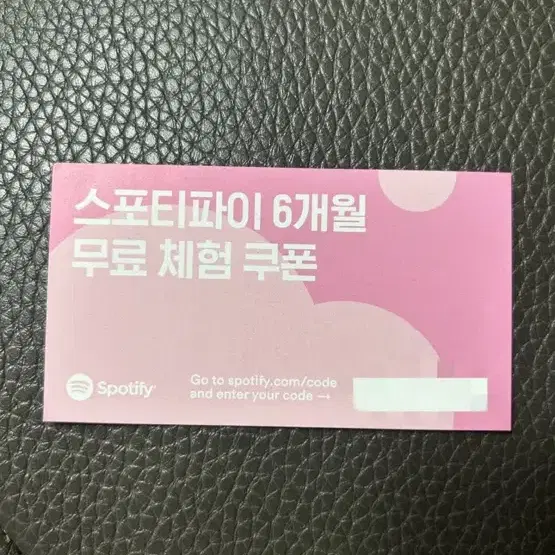 스포티파이 6개월
무료 체험 쿠폰
Spotify
Go to spotify.com/code
and enter your code →